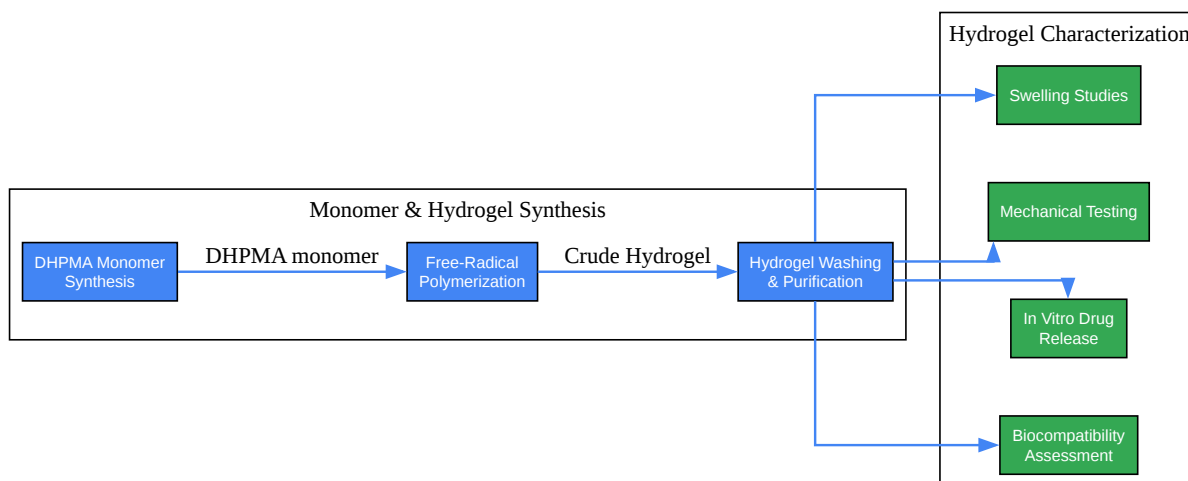 Hydrogel Characterization
Swelling Studies
Mechanical Testing
Monomer & Hydrogel Synthesis
DHPMA Monomer
Synthesis
DHPMA monomer
Free-Radical
Polymerization
Crude Hydrogel
Hydrogel Washing
& Purification
In Vitro Drug
Release
Biocompatibility
Assessment